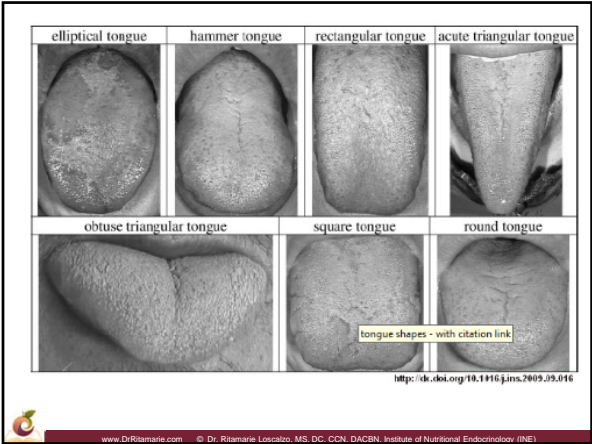 elliptical tongue hammer tongue rectangular tongue acute triangular tongue
obtuse triangular tongue square tongue round tongue
tongue shapes - with citation link
http://dx.doi.org/10.1016/j.ins.2009.09.016
www.DrRitamarie.com © Dr. Ritamarie Loscalzo, MS, DC, CCN, DACBN, Institute of Nutritional Endocrinology (INE)